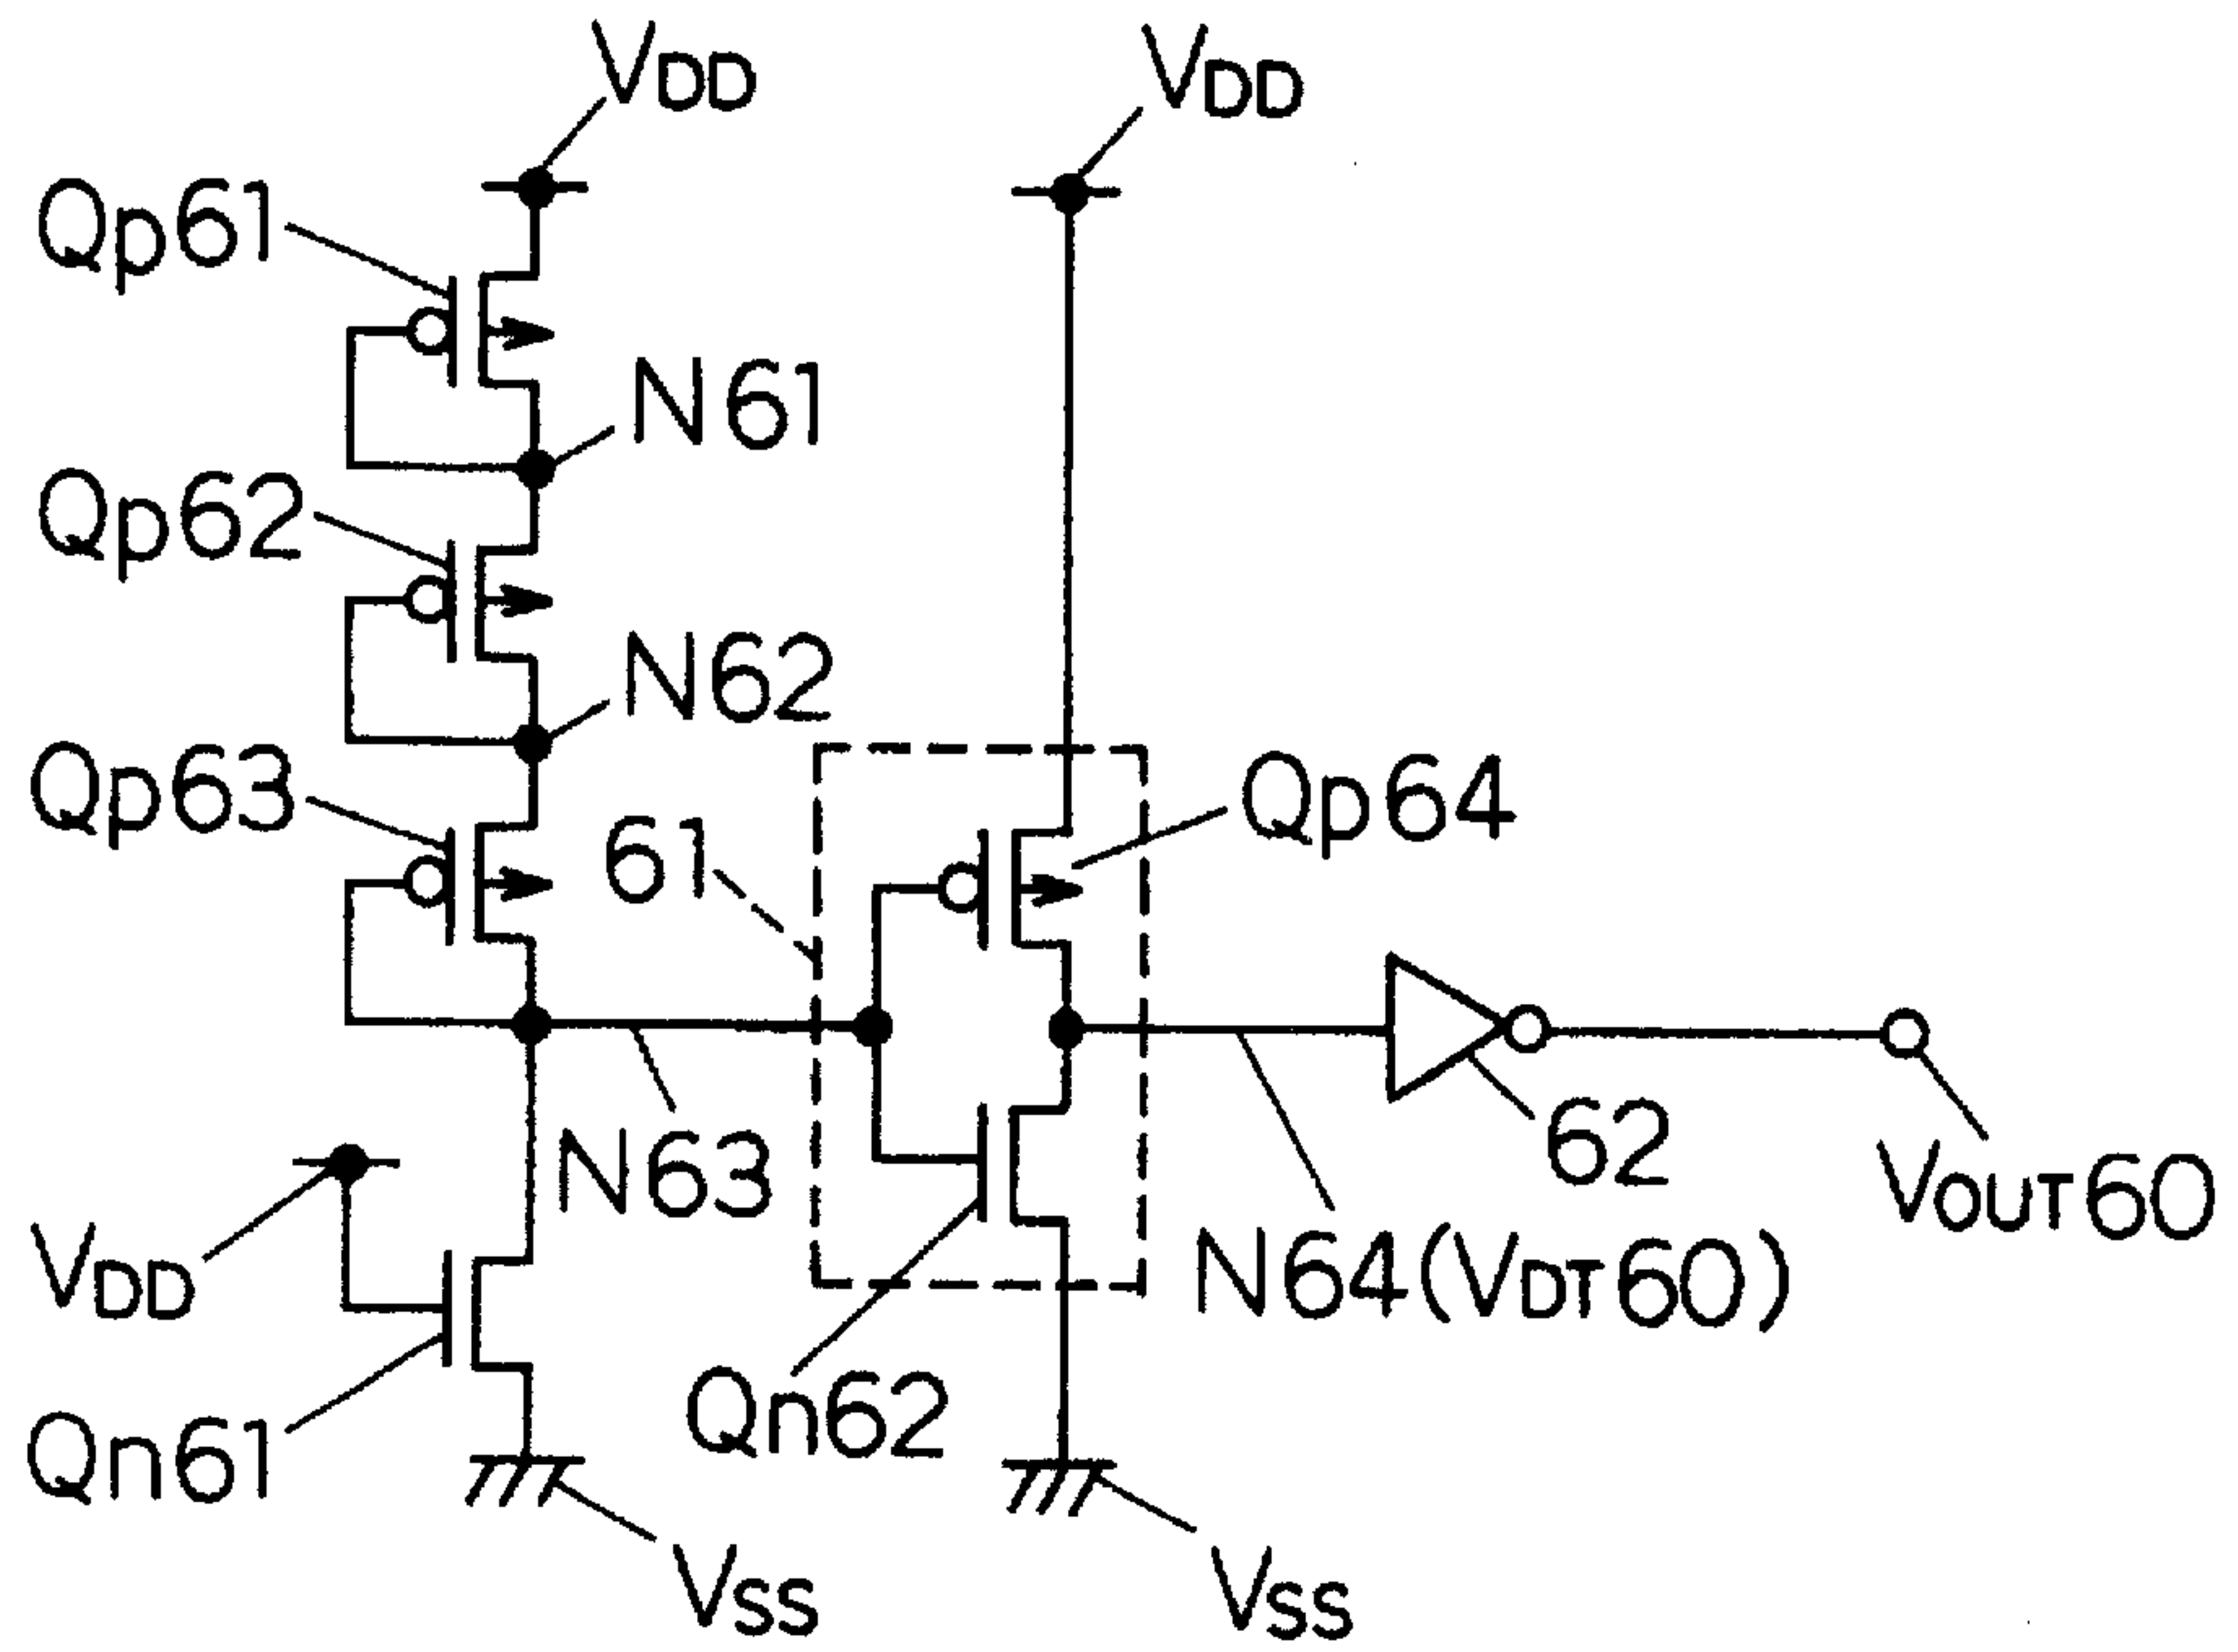 VDD
VDD
Qp61
N61
Qp62
N62
Qp63
61
Qp64
N63
62
VOUT60
VDD
N64(VDT60)
Qn61
Qn62
VSS
VSS